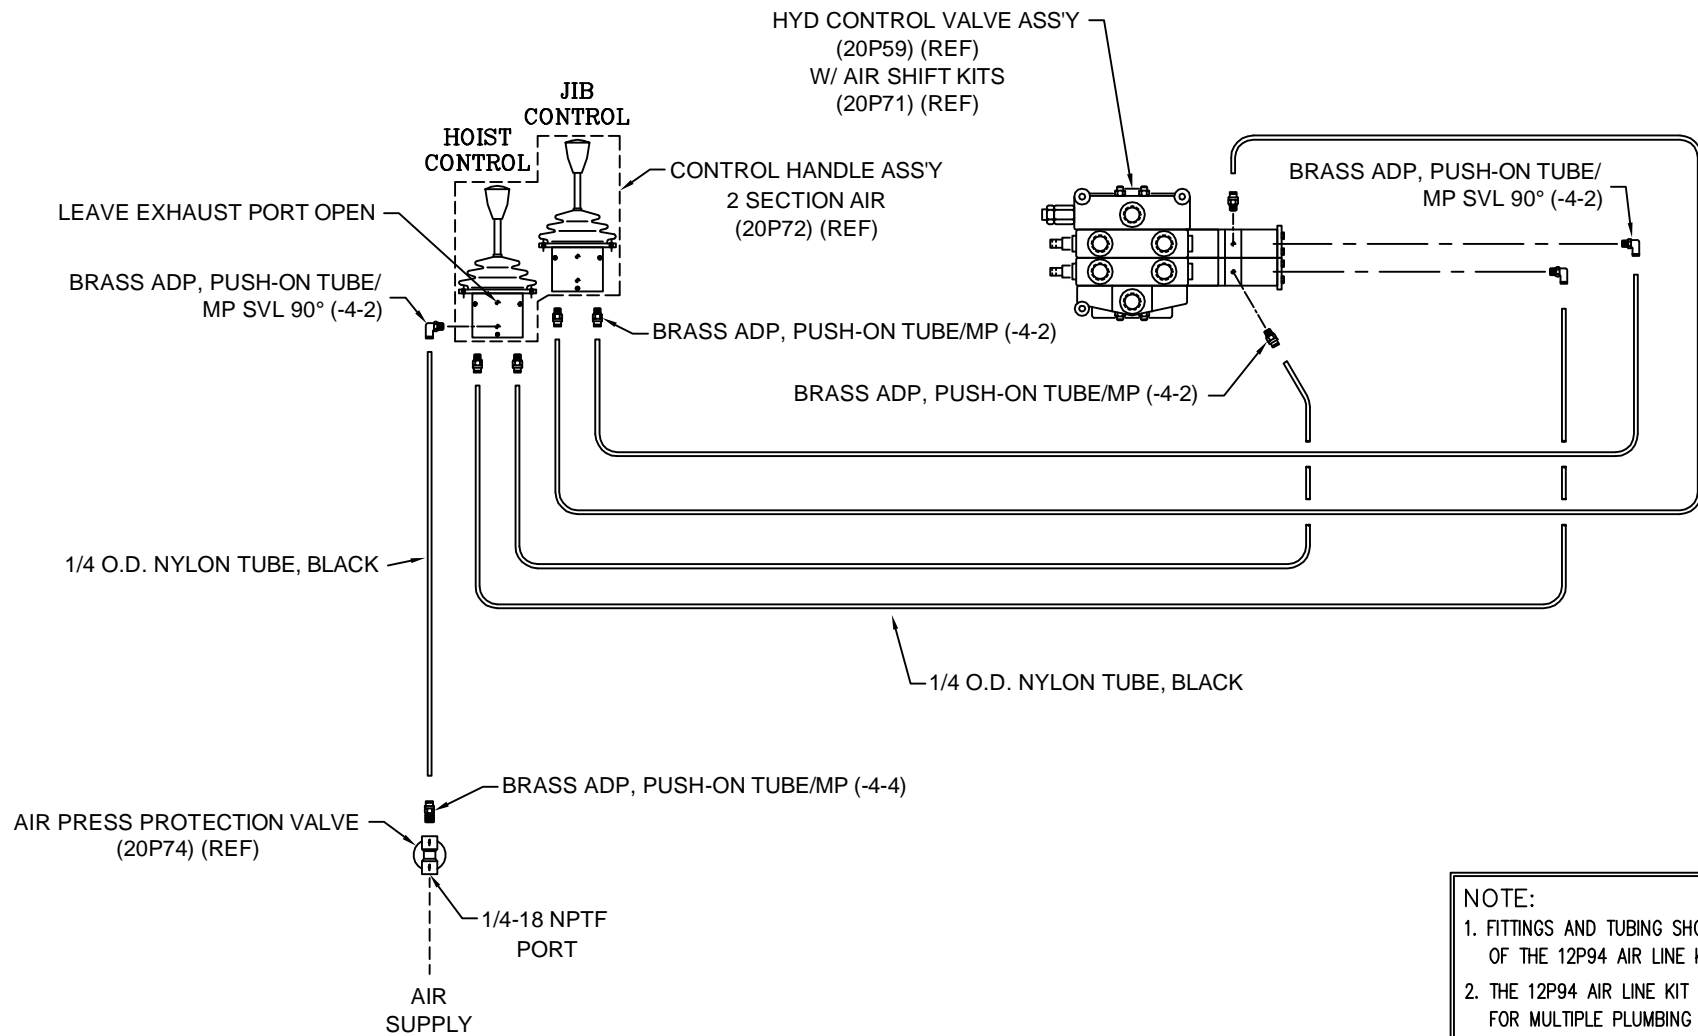 HYD CONTROL VALVE ASS'Y
(20P59) (REF)
W/ AIR SHIFT KITS
(20P71) (REF)
JIB
CONTROL
HOIST
CONTROL
CONTROL HANDLE ASS'Y
2 SECTION AIR
(20P72) (REF)
BRASS ADP, PUSH-ON TUBE/
MP SVL 90° (-4-2)
LEAVE EXHAUST PORT OPEN
BRASS ADP, PUSH-ON TUBE/
MP SVL 90° (-4-2)
BRASS ADP, PUSH-ON TUBE/MP (-4-2)
BRASS ADP, PUSH-ON TUBE/MP (-4-2)
1/4 O.D. NYLON TUBE, BLACK
1/4 O.D. NYLON TUBE, BLACK
BRASS ADP, PUSH-ON TUBE/MP (-4-4)
AIR PRESS PROTECTION VALVE
(20P74) (REF)
1/4-18 NPTF
PORT
AIR
SUPPLY
NOTE:
1. FITTINGS AND TUBING
OF THE 12P94 AIR LINE
2. THE 12P94 AIR LINE KIT
FOR MULTIPLE PLUMBING